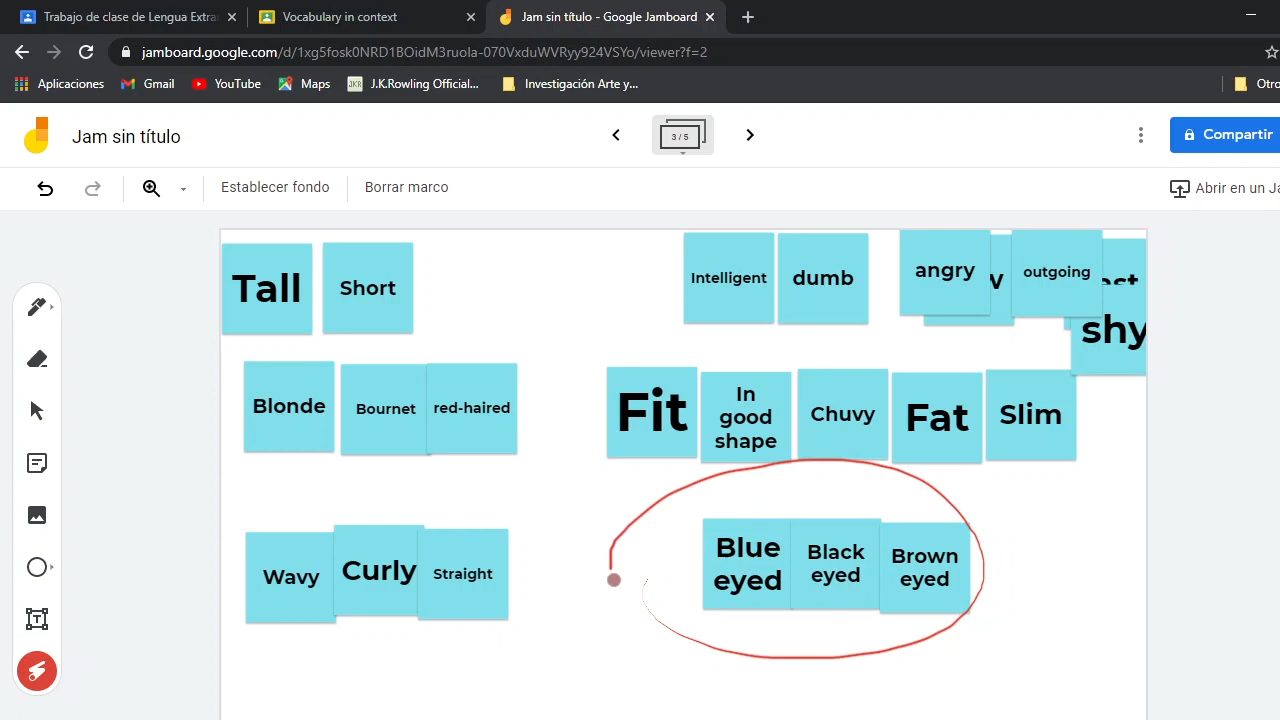 Trabajo de clase de Lengua Extra
Vocabulary in context
Jam sin título - Google Jamboard
jamboard.google.com/d/1xg5fosk0NRD1BOidM3ruola-070VxduWVRyy924VSYo/viewer?f=2
Aplicaciones
Gmail
YouTube
Maps
JKR
J.K.Rowling Official...
Investigación Arte y...
Otro
Jam sin título
3 / 5
Compartir
Establecer fondo
Borrar marco
Abrir en un Ja
Tall
Short
Intelligent
dumb
angry
outgoing
shy
Blonde
Bournet
red-haired
Fit
In
good
shape
Chuvy
Fat
Slim
Wavy
Curly
Straight
Blue
eyed
Black
eyed
Brown
eyed